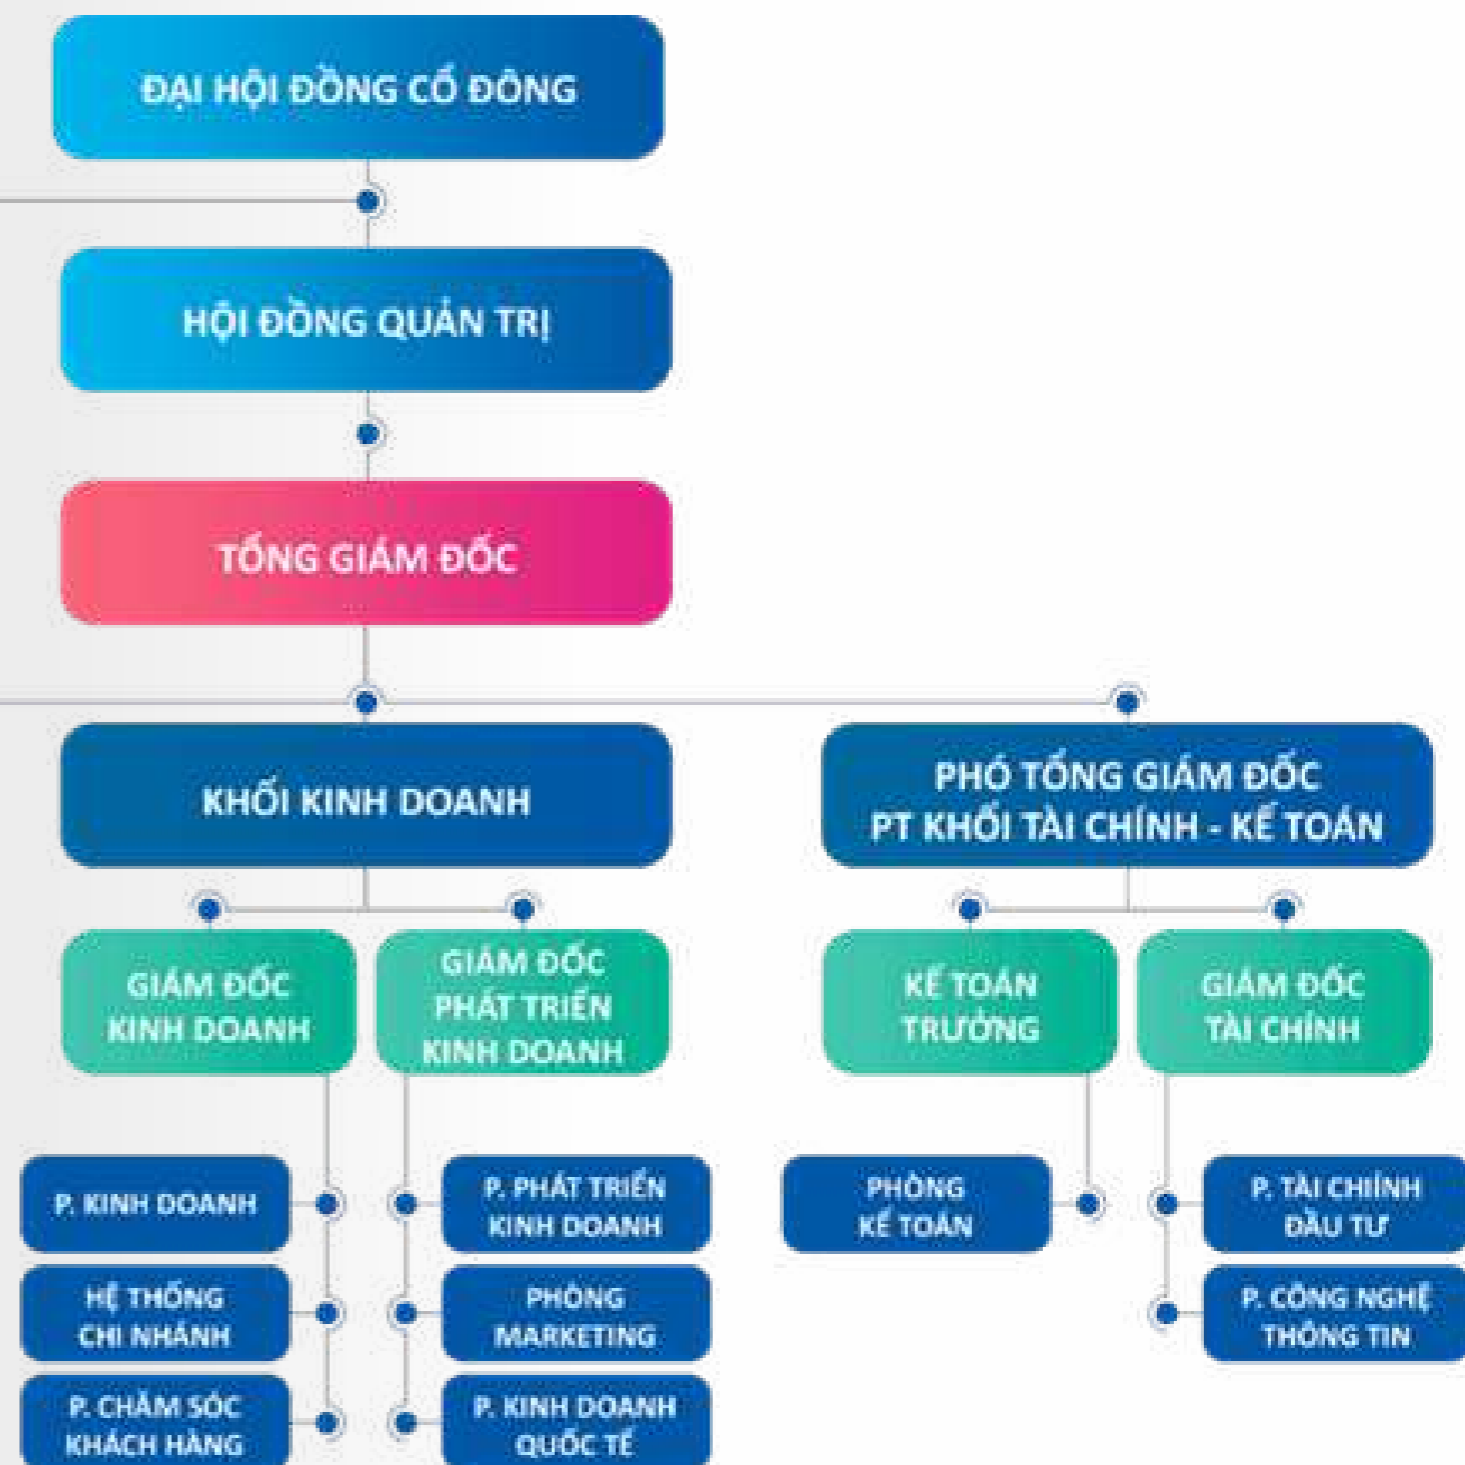 ĐẠI HỘI ĐỒNG CỔ ĐÔNG
HỘI ĐỒNG QUẢN TRỊ
TỔNG GIÁM ĐỐC
KHỐI KINH DOANH
PHÓ TỔNG GIÁM ĐỐC
PT KHỐI TÀI CHÍNH - KẾ TOÁN
GIÁM ĐỐC
KINH DOANH
GIÁM ĐỐC
PHÁT TRIỂN
KINH DOANH
KẾ TOÁN
TRƯỞNG
GIÁM ĐỐC
TÀI CHÍNH
P. KINH DOANH
HỆ THỐNG
CHI NHÁNH
P. CHĂM SÓC
KHÁCH HÀNG
P. PHÁT TRIỂN
KINH DOANH
PHÒNG
MARKETING
P. KINH DOANH
QUỐC TẾ
PHÒNG
KẾ TOÁN
P. TÀI CHIÍNH
ĐẦU TƯ
P. CÔNG NGHỆ
THÔNG TIN